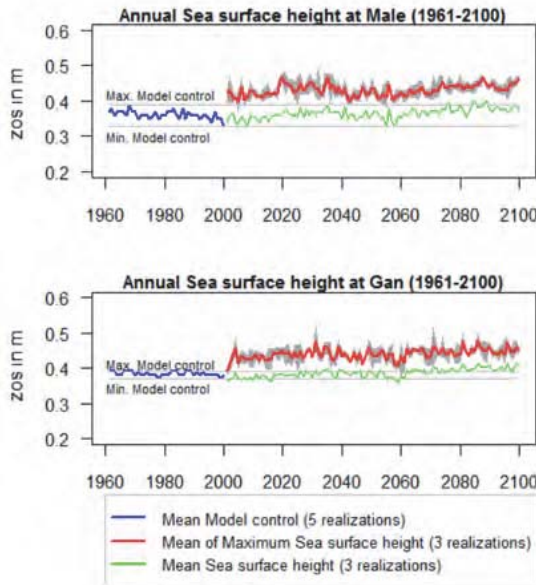 Annual Sea surface height at Male (1961-2100)
0.6
0.5
0.4
0.3
0.2
zos in m
Max. Model control
Min. Model control
1960 1980 2000 2020 2040 2060 2080 2100
Annual Sea surface height at Gan (1961-2100)
0.6
0.5
0.4
0.3
0.2
zos in m
Max. Model control
Min. Model control
1960 1980 2000 2020 2040 2060 2080 2100
Mean Model control (5 realizations)
Mean of Maximum Sea surface height (3 realizations)
Mean Sea surface height (3 realizations)